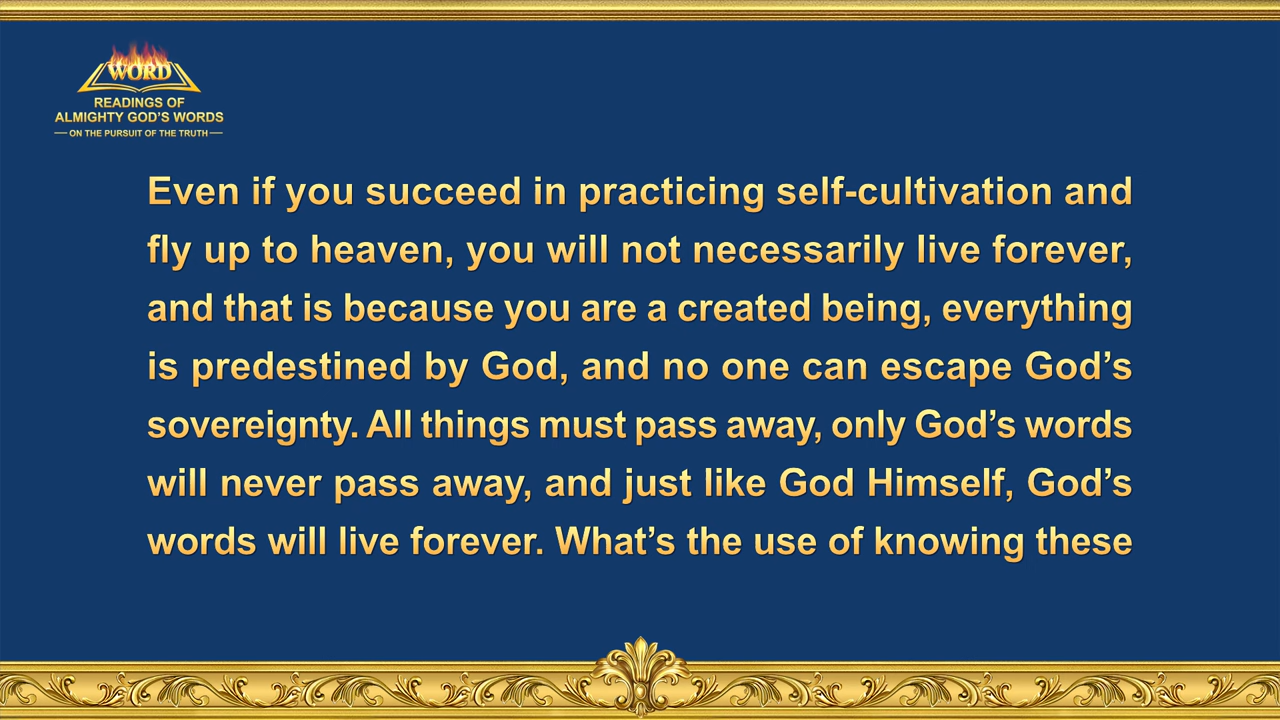 WORD
READINGS OF
ALMIGHTY GOD'S WORDS
— ON THE PURSUIT OF THE TRUTH —
Even if you succeed in practicing self-cultivation and
fly up to heaven, you will not necessarily live forever,
and that is because you are a created being, everything
is predestined by God, and no one can escape God’s
sovereignty. All things must pass away, only God’s words
will never pass away, and just like God Himself, God’s
words will live forever. What’s the use of knowing these